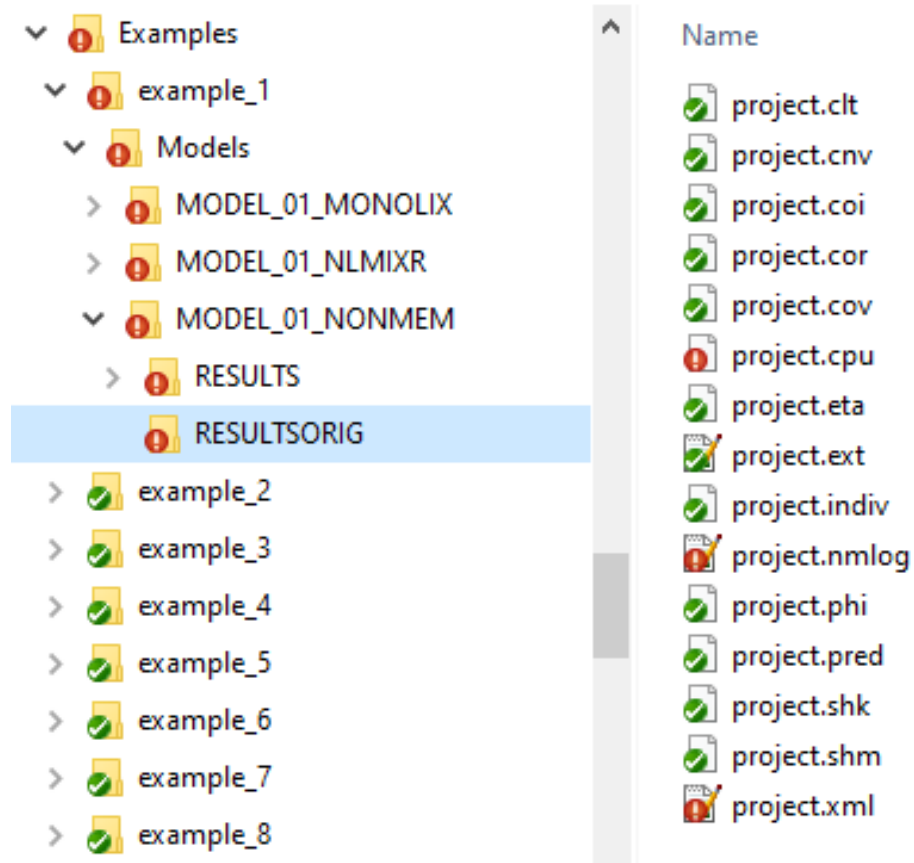 Examples
example_1
Models
MODEL_01_MONOLIX
MODEL_01_NLMIXR
MODEL_01_NONMEM
RESULTS
RESULTSORIG
example_2
example_3
example_4
example_5
example_6
example_7
example_8
Name
project.clt
project.cnv
project.coi
project.cor
project.cov
project.cpu
project.eta
project.ext
project.indiv
project.nmlog
project.phi
project.pred
project.shk
project.shm
project.xml